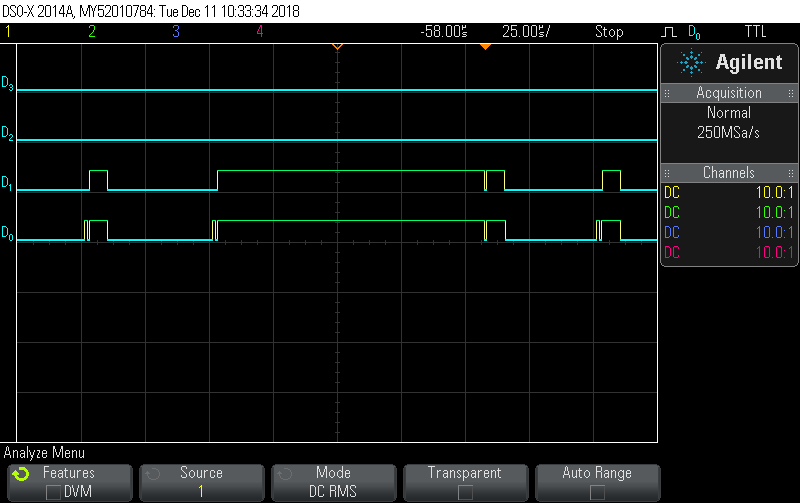 DSO-X 2014A, MY52010784: Tue Dec 11 10:33:34 2018
1 2 3 4 -58.00µs 25.00µs/ Stop D0 TTL
Agilent
Acquisition
Normal
250MSa/s
Channels
DC 10.0:1
DC 10.0:1
DC 10.0:1
DC 10.0:1
D3
D2
D1
D0
Analyze Menu
Features
DVM
Source
1
Mode
DC RMS
Transparent
Auto Range